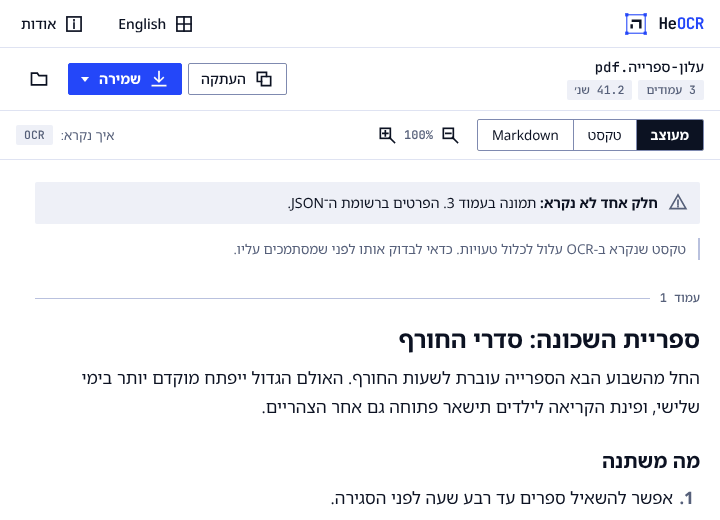 HeOCR
English
אודות
עלון-ספרייה.pdf
3 עמודים
41.2 שני
העתקה
שמירה
מעוצב
טקסט
Markdown
100%
איך נקרא:
OCR
חלק אחד לא נקרא: תמונה בעמוד 3. הפרטים ברשומת ה־JSON.
טקסט שנקרא ב-OCR עלול לכלול טעויות. כדאי לבדוק אותו לפני שמסתמכים עליו.
עמוד 1
ספריית השכונה: סדרי החורף
החל מהשבוע הבא הספרייה עוברת לשעות החורף. האולם הגדול ייפתח מוקדם יותר בימי
שלישי, ופינת הקריאה לילדים תישאר פתוחה גם אחר הצהריים.
מה משתנה
1. אפשר להשאיל ספרים עד רבע שעה לפני הסגירה.